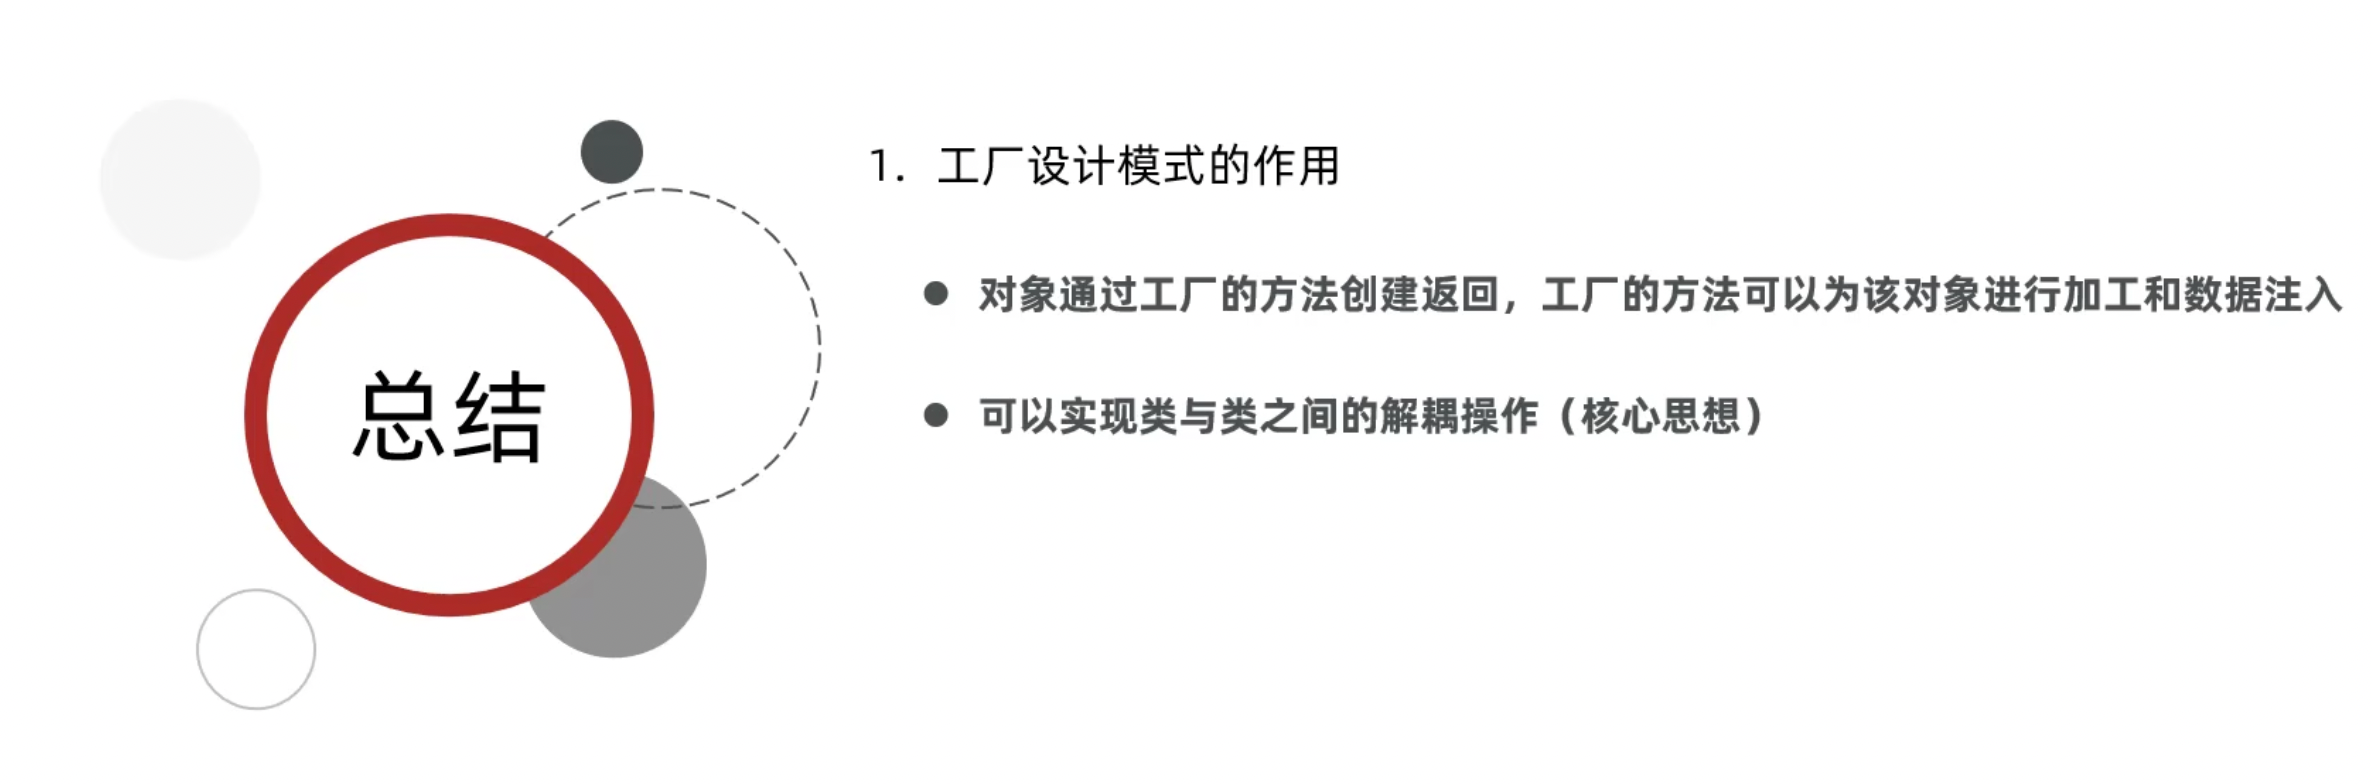 总结
1. 工厂设计模式的作用
● 对象通过工厂的方法创建返回，工厂的方法可以为该对象进行加工和数据注入
● 可以实现类与类之间的解耦操作（核心思想）